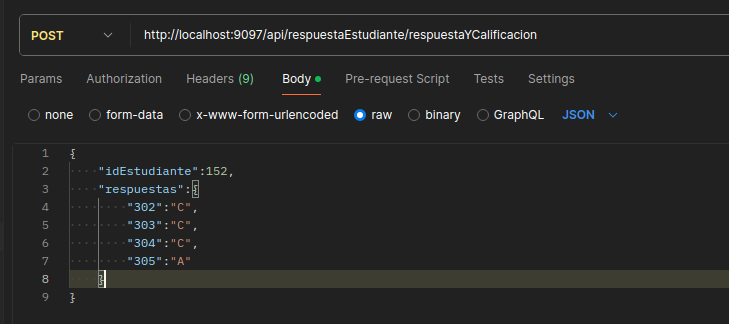 POST http://localhost:9097/api/respuestaEstudiante/respuestaYCalificacion
Params Authorization Headers (9) Body Pre-request Script Tests Settings
none form-data x-www-form-urlencoded raw binary GraphQL JSON
1 {
2 "idEstudiante":152,
3 "respuestas":{
4 "302":"C",
5 "303":"C",
6 "304":"C",
7 "305":"A"
8 }
9 }